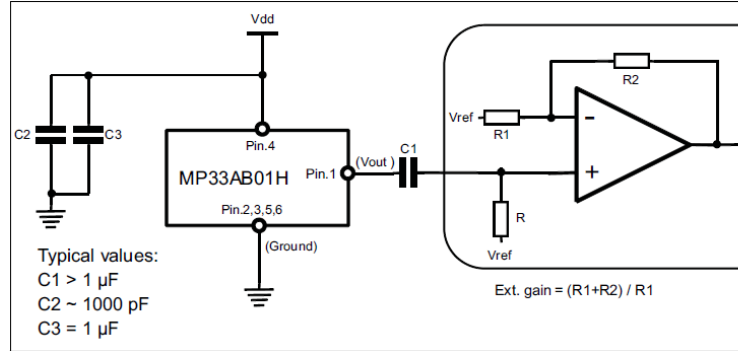 Vdd
R2
C2
C3
Pin.4
Vref
R1
-
C1
(Vout )
MP33AB01H
Pin.1
+
Pin.2,3,5,6
R
(Ground)
Vref
Typical values:
C1 > 1 µF
C2 ~ 1000 pF
C3 = 1 µF
Ext. gain = (R1+R2) / R1